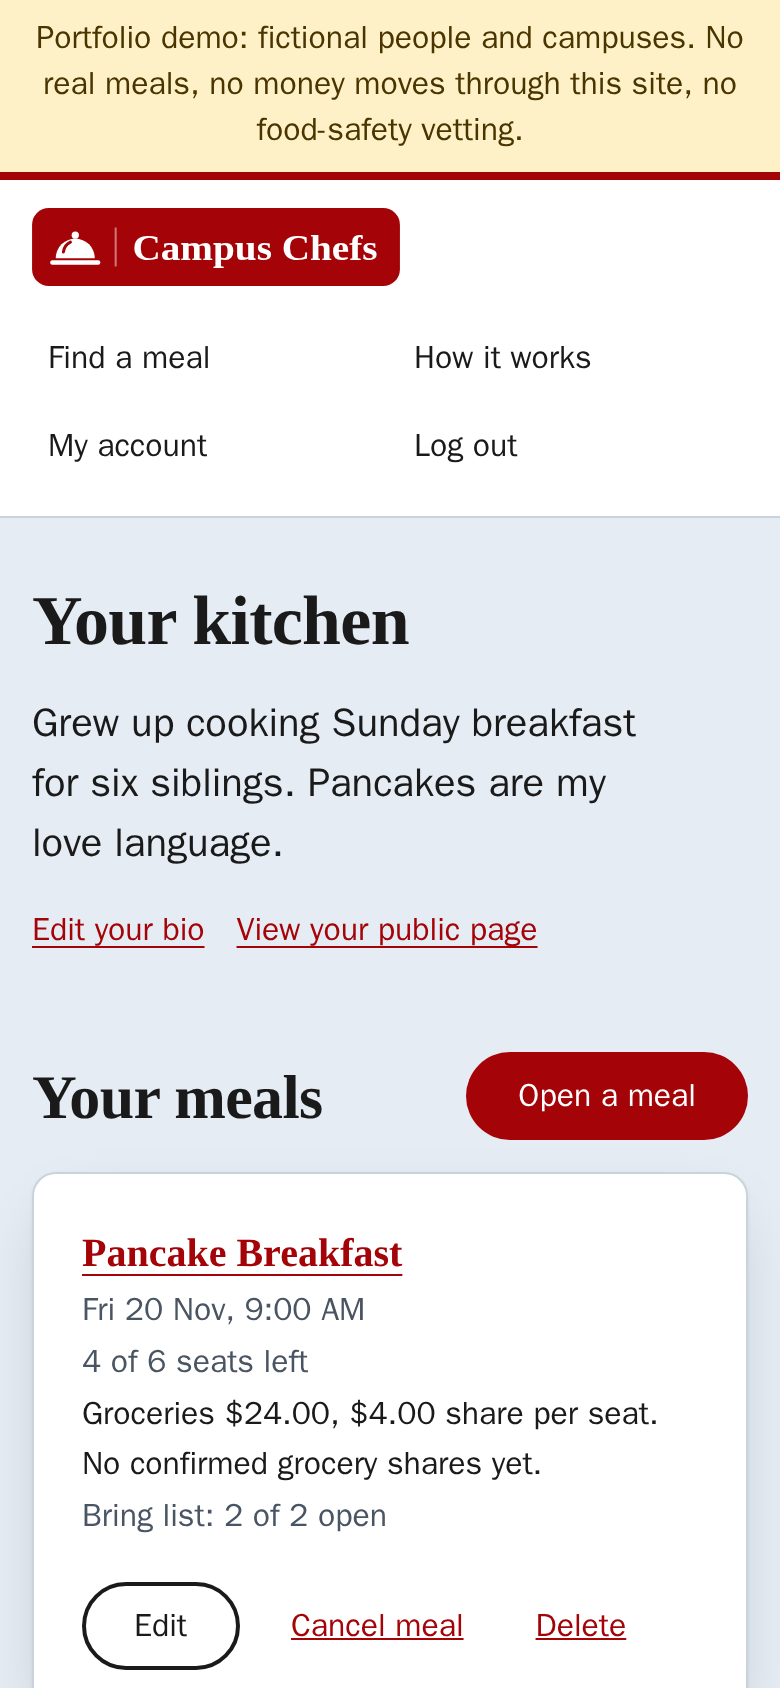 Portfolio demo: fictional people and campuses. No
real meals, no money moves through this site, no
food-safety vetting.
Campus Chefs
Find a meal
How it works
My account
Log out
Your kitchen
Grew up cooking Sunday breakfast
for six siblings. Pancakes are my
love language.
Edit your bio
View your public page
Your meals
Open a meal
Pancake Breakfast
Fri 20 Nov, 9:00 AM
4 of 6 seats left
Groceries $24.00, $4.00 share per seat.
No confirmed grocery shares yet.
Bring list: 2 of 2 open
Edit
Cancel meal
Delete